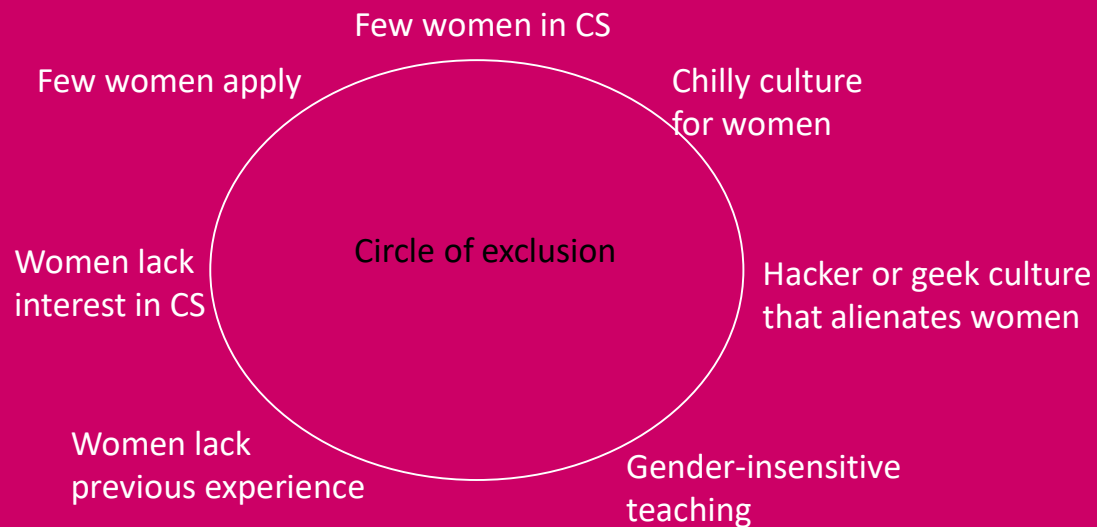 Few women in CS
Few women apply
Chilly culture
for women
Circle of exclusion
Women lack
interest in CS
Hacker or geek culture
that alienates women
Women lack
previous experience
Gender-insensitive
teaching